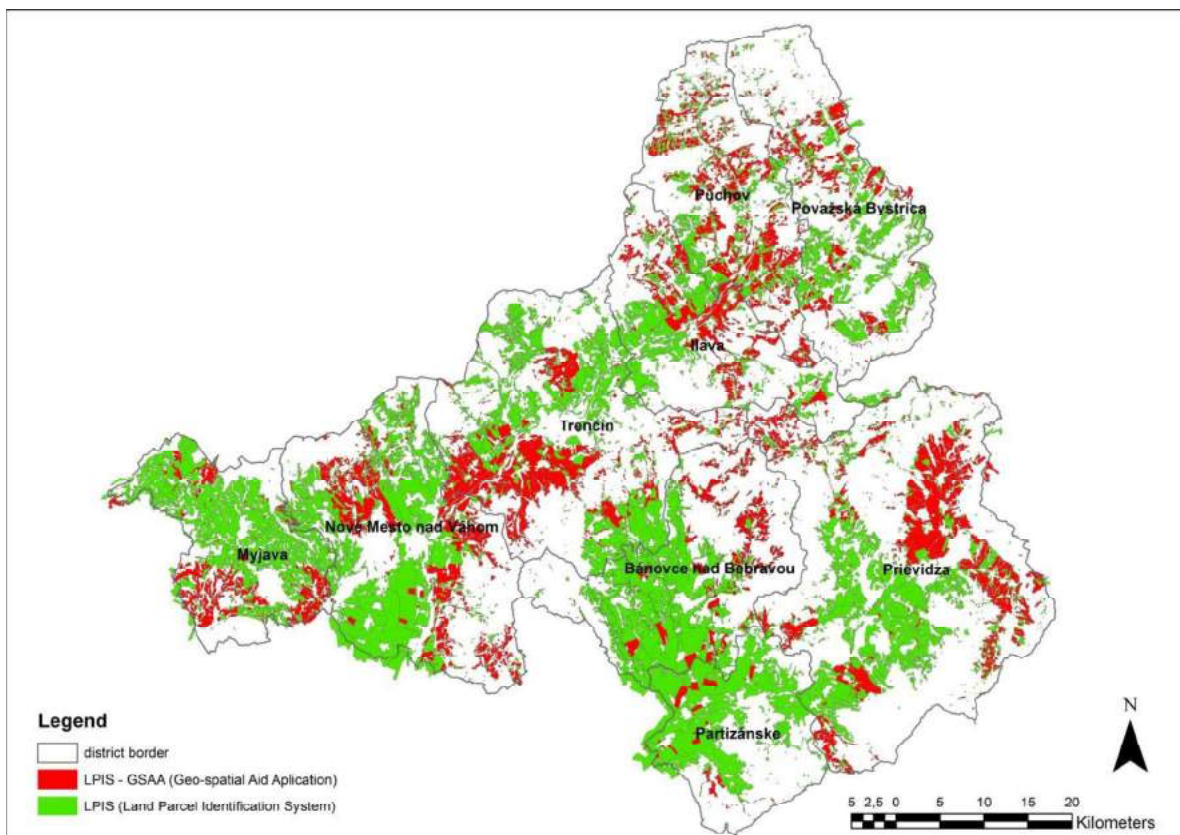 Púchov
Považská Bystrica
Ilava
Trenčín
Nové Mesto nad Váhom
Myjava
Bánovce nad Bebravou
Prievidza
Partizánske
Legend
district border
LPIS - GSAA (Geo-spatial Aid Aplication)
LPIS (Land Parcel Identification System)
N
5 2,5 0 5 10 15 20
Kilometers